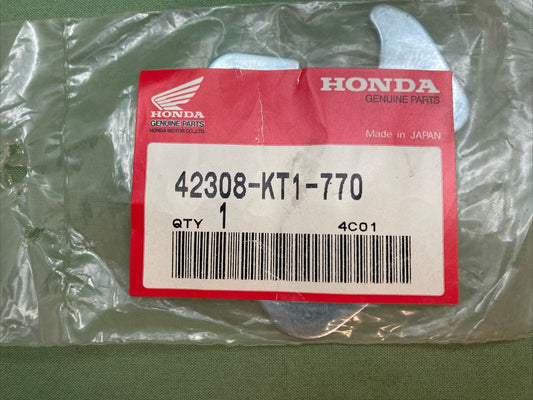 HONDA
GENUINE PARTS
HONDA MOTOR CO.,LTD.
HONDA
GENUINE PARTS
Made in JAPAN
42308-KT1-770
QTY 1 4C01